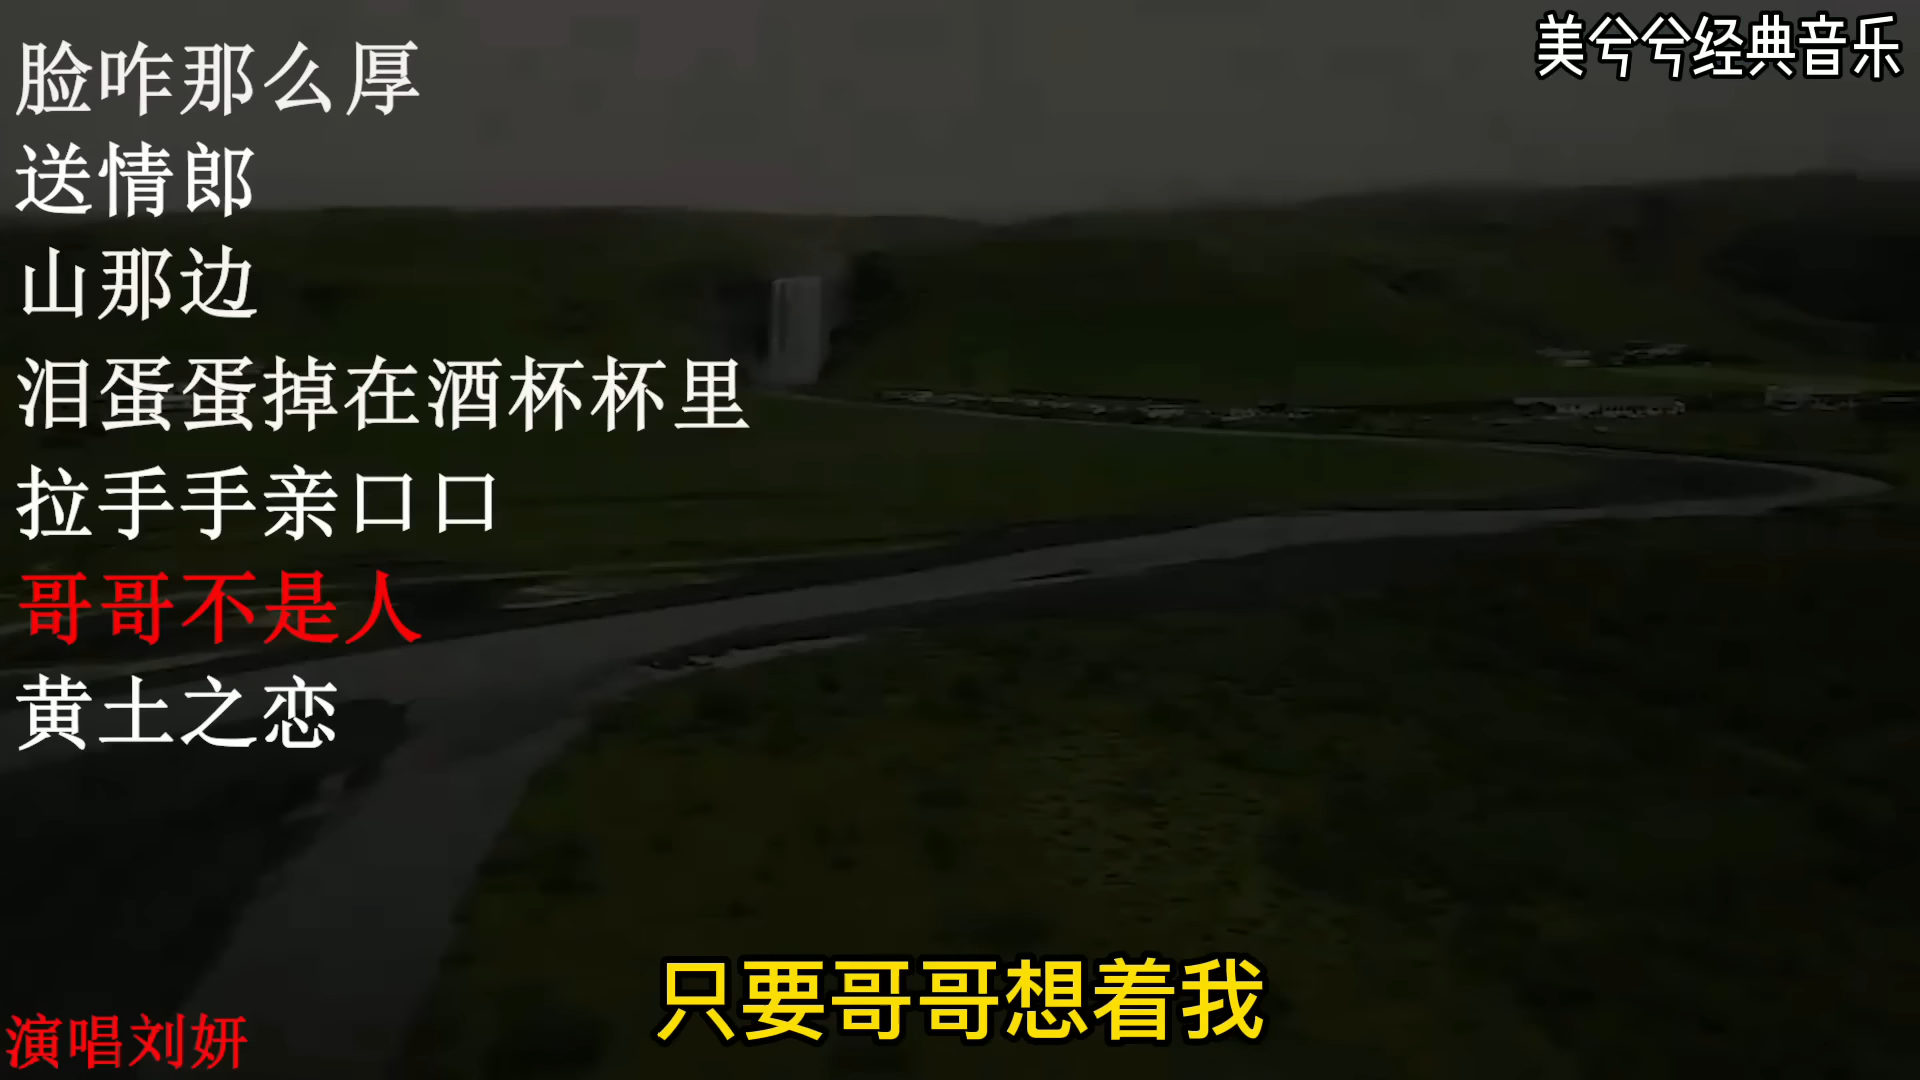 美兮兮经典音乐
脸咋那么厚
送情郎
山那边
泪蛋蛋掉在酒杯杯里
拉手手亲口口
哥哥不是人
黄土之恋
只要哥哥想着我
演唱刘妍